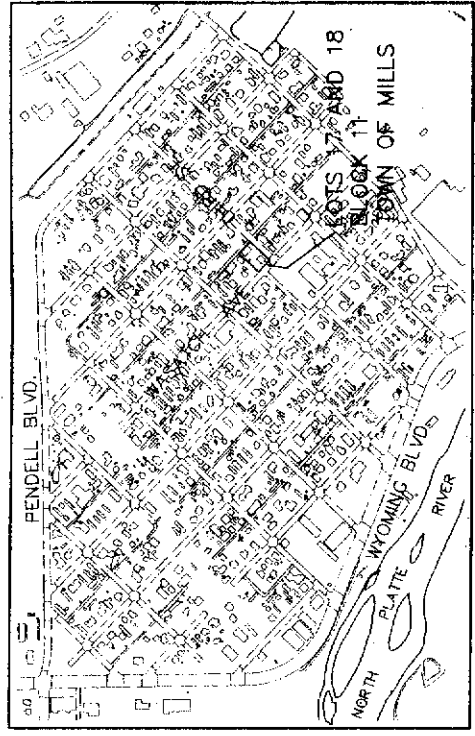 PENDELL BLVD.
LOTS 17 AND 18
BLOCK 11
TOWN OF MILLS
WASATCH AVE
WYOMING BLVD.
NORTH PLATTE RIVER